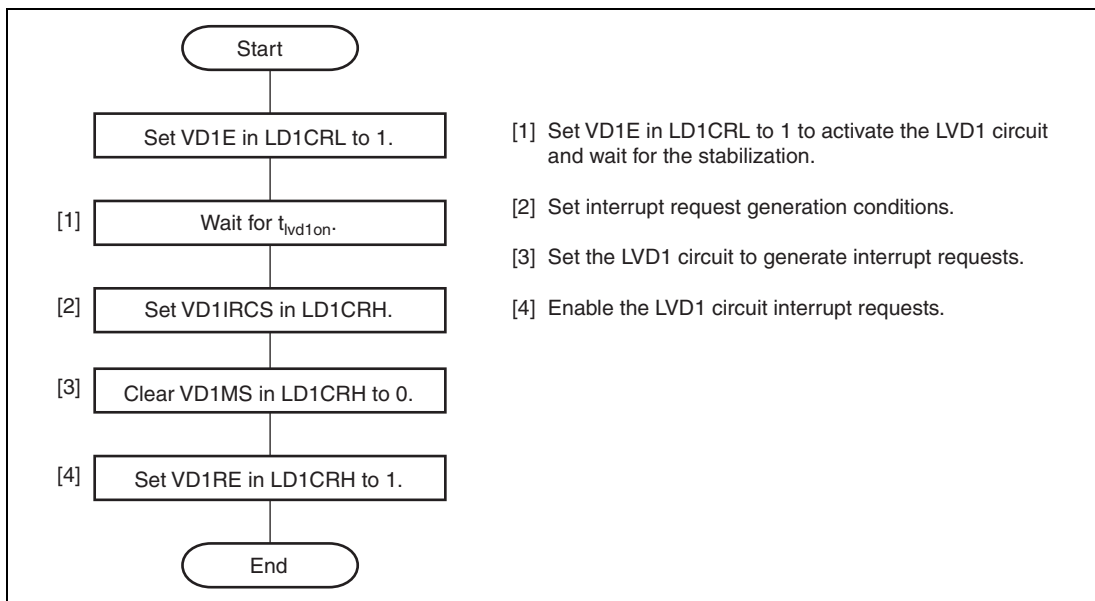 Start
Set VD1E in LD1CRL to 1.
[1] Wait for tlvd1on.
[2] Set VD1IRCS in LD1CRH.
[3] Clear VD1MS in LD1CRH to 0.
[4] Set VD1RE in LD1CRH to 1.
End
[1] Set VD1E in LD1CRL to 1 to activate the LVD1 circuit
and wait for the stabilization.
[2] Set interrupt request generation conditions.
[3] Set the LVD1 circuit to generate interrupt requests.
[4] Enable the LVD1 circuit interrupt requests.